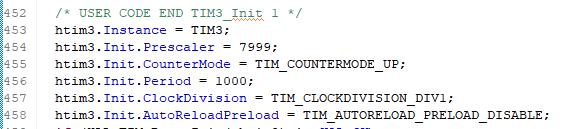 452 /* USER CODE END TIM3_Init 1 */
453 htim3.Instance = TIM3;
454 htim3.Init.Prescaler = 7999;
455 htim3.Init.CounterMode = TIM_COUNTERMODE_UP;
456 htim3.Init.Period = 1000;
457 htim3.Init.ClockDivision = TIM_CLOCKDIVISION_DIV1;
458 htim3.Init.AutoReloadPreload = TIM_AUTORELOAD_PRELOAD_DISABLE;